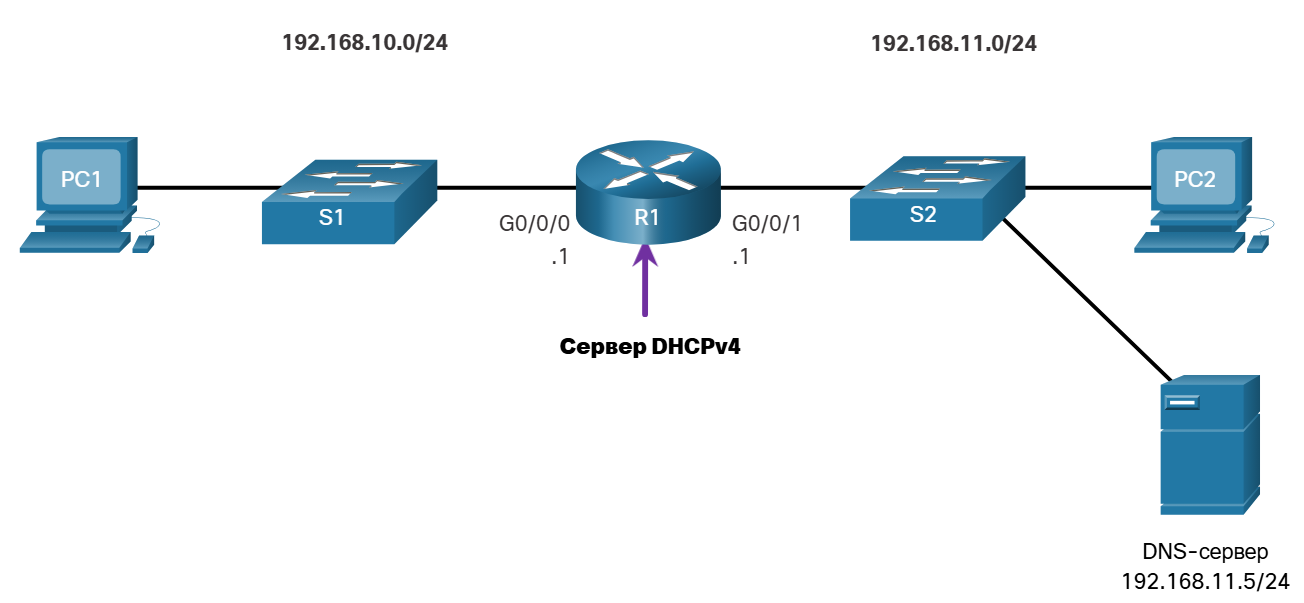 192.168.10.0/24
192.168.11.0/24
PC1
S1
R1
S2
PC2
G0/0/0
.1
G0/0/1
.1
Сервер DHCPv4
DNS-сервер
192.168.11.5/24